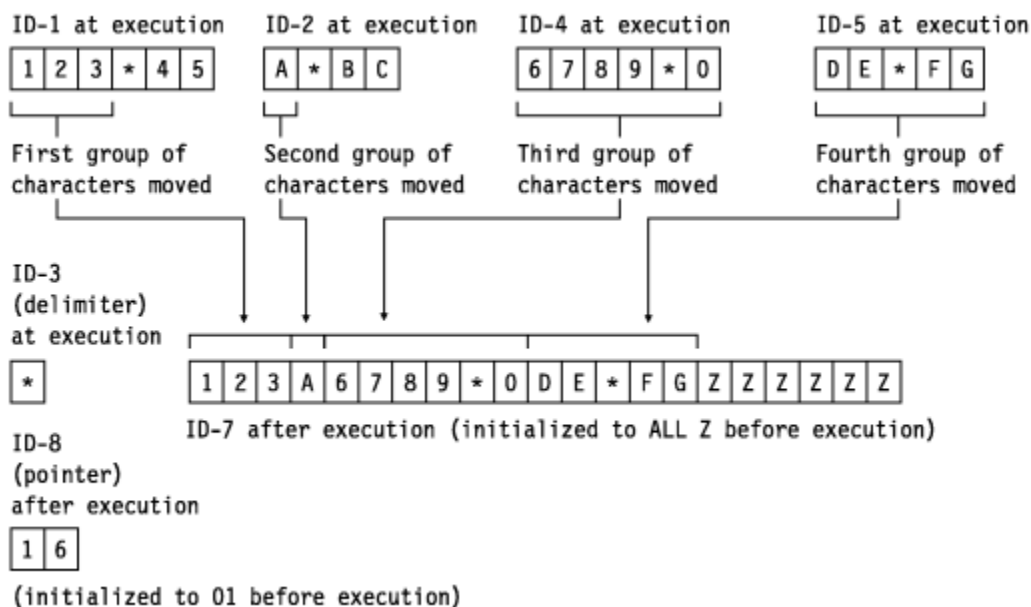 ID-1 at execution ID-2 at execution ID-4 at execution ID-5 at execution
1 2 3 * 4 5 A * B C 6 7 8 9 * 0 D E * F G
First group of Second group of Third group of Fourth group of
characters moved characters moved characters moved characters moved
ID-3
(delimiter)
at execution
* 1 2 3 A 6 7 8 9 * 0 D E * F G Z Z Z Z Z Z
ID-7 after execution (initialized to ALL Z before execution)
ID-8
(pointer)
after execution
1 6
(initialized to 01 before execution)